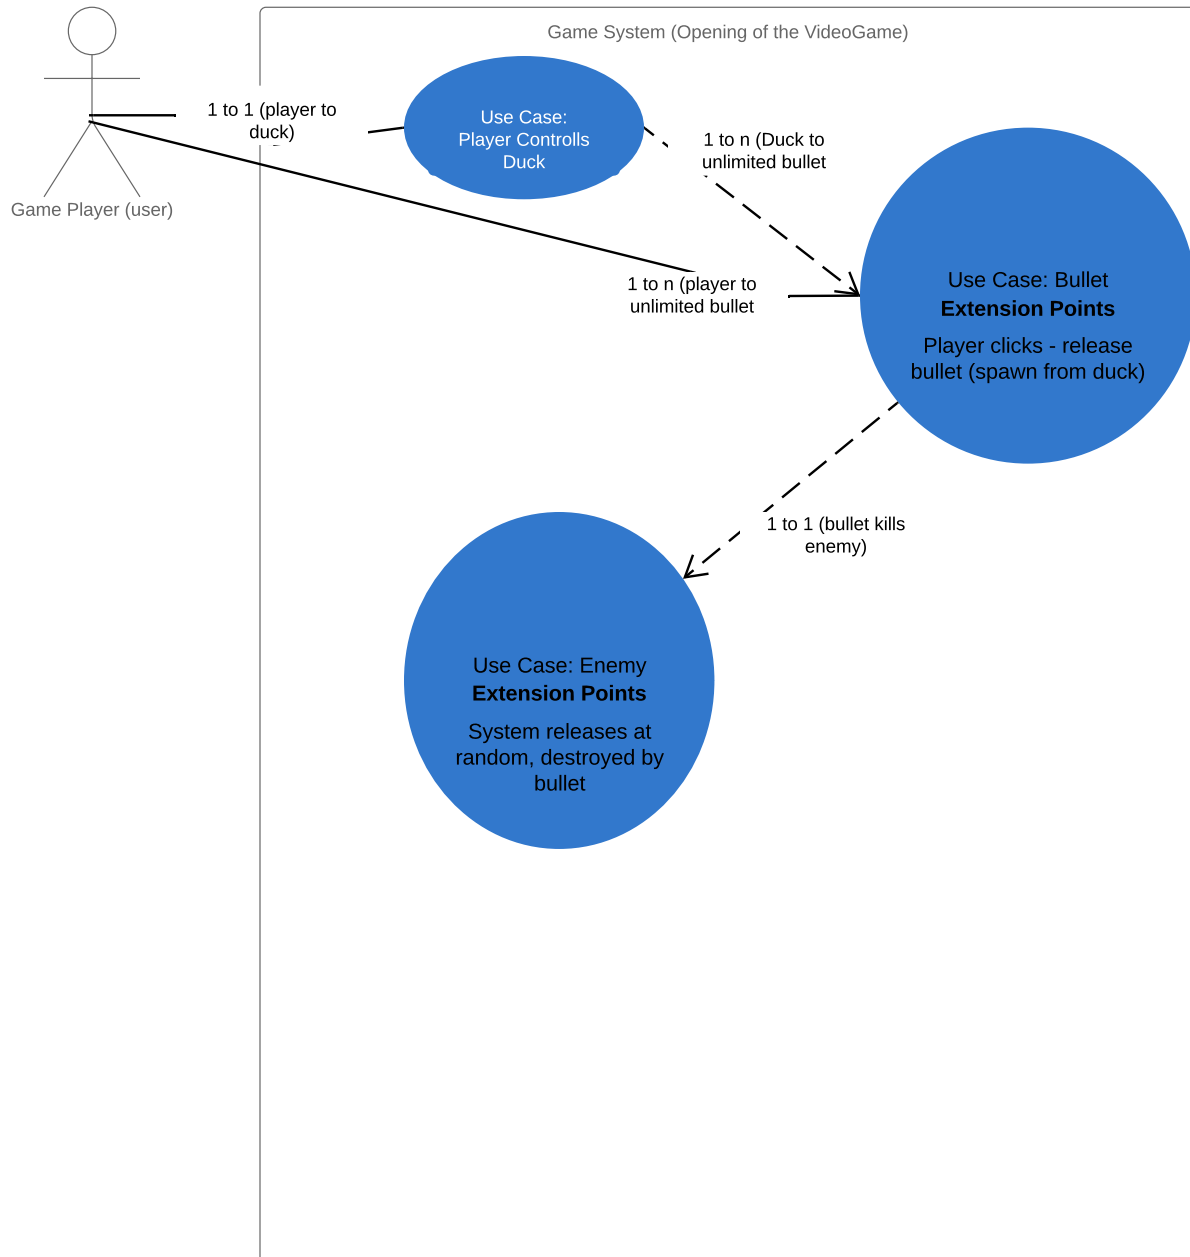 Game System (Opening of the VideoGame)
1 to 1 (player to
duck)
Use Case:
Player Controlls
Duck
1 to n (Duck to
unlimited bullet
Game Player (user)
1 to n (player to
unlimited bullet
Use Case: Bullet
Extension Points
Player clicks - release
bullet (spawn from duck)
1 to 1 (bullet kills
enemy)
Use Case: Enemy
Extension Points
System releases at
random, destroyed by
bullet